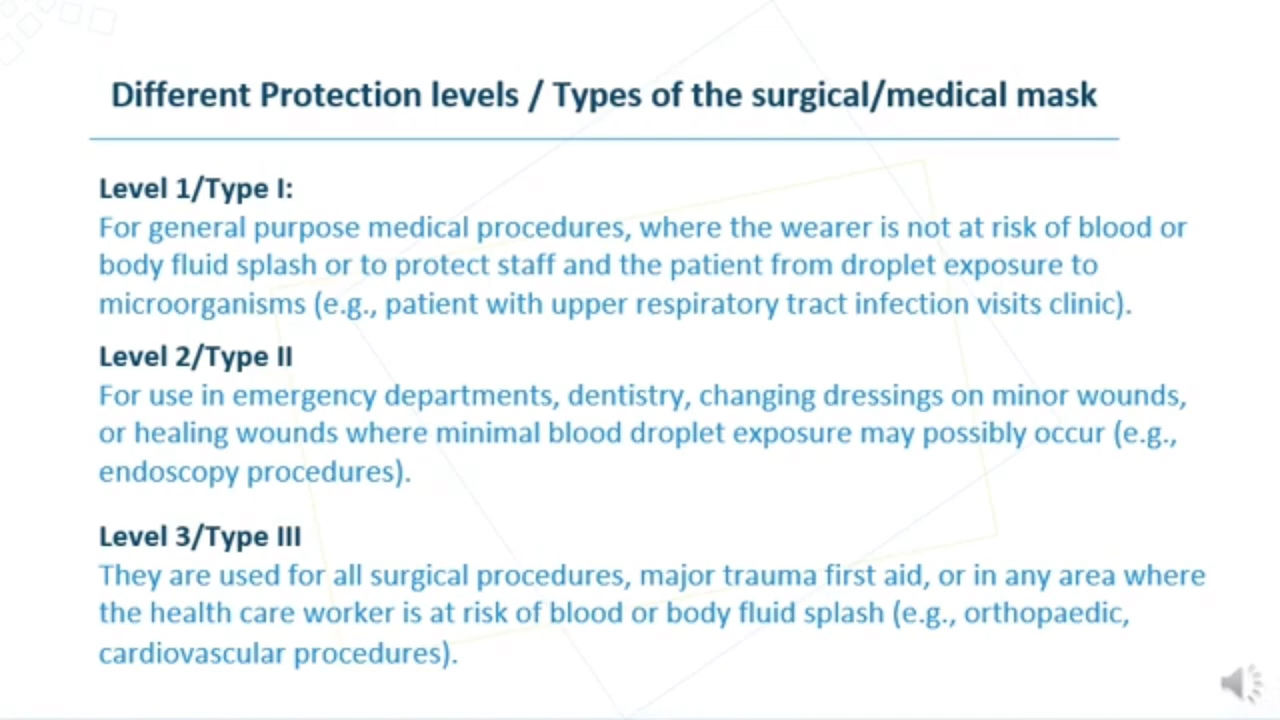 Different Protection levels / Types of the surgical/medical mask
Level 1/Type I:
For general purpose medical procedures, where the wearer is not at risk of blood or
body fluid splash or to protect staff and the patient from droplet exposure to
microorganisms (e.g., patient with upper respiratory tract infection visits clinic).
Level 2/Type II
For use in emergency departments, dentistry, changing dressings on minor wounds,
or healing wounds where minimal blood droplet exposure may possibly occur (e.g.,
endoscopy procedures).
Level 3/Type III
They are used for all surgical procedures, major trauma first aid, or in any area where
the health care worker is at risk of blood or body fluid splash (e.g., orthopaedic,
cardiovascular procedures).